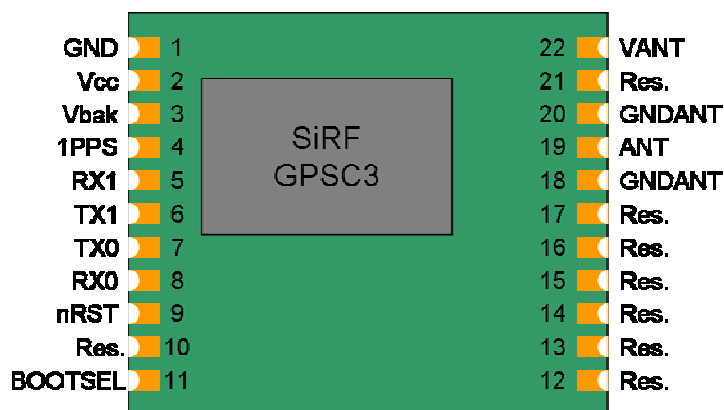 GND 1 22 VANT
Vcc 2 21 Res.
Vbak 3 20 GNDANT
SiRF
1PPS 4 19 ANT
GPSC3
RX1 5 18 GNDANT
TX1 6 17 Res.
TX0 7 16 Res.
RX0 8 15 Res.
nRST 9 14 Res.
Res. 10 13 Res.
BOOTSEL 11 12 Res.